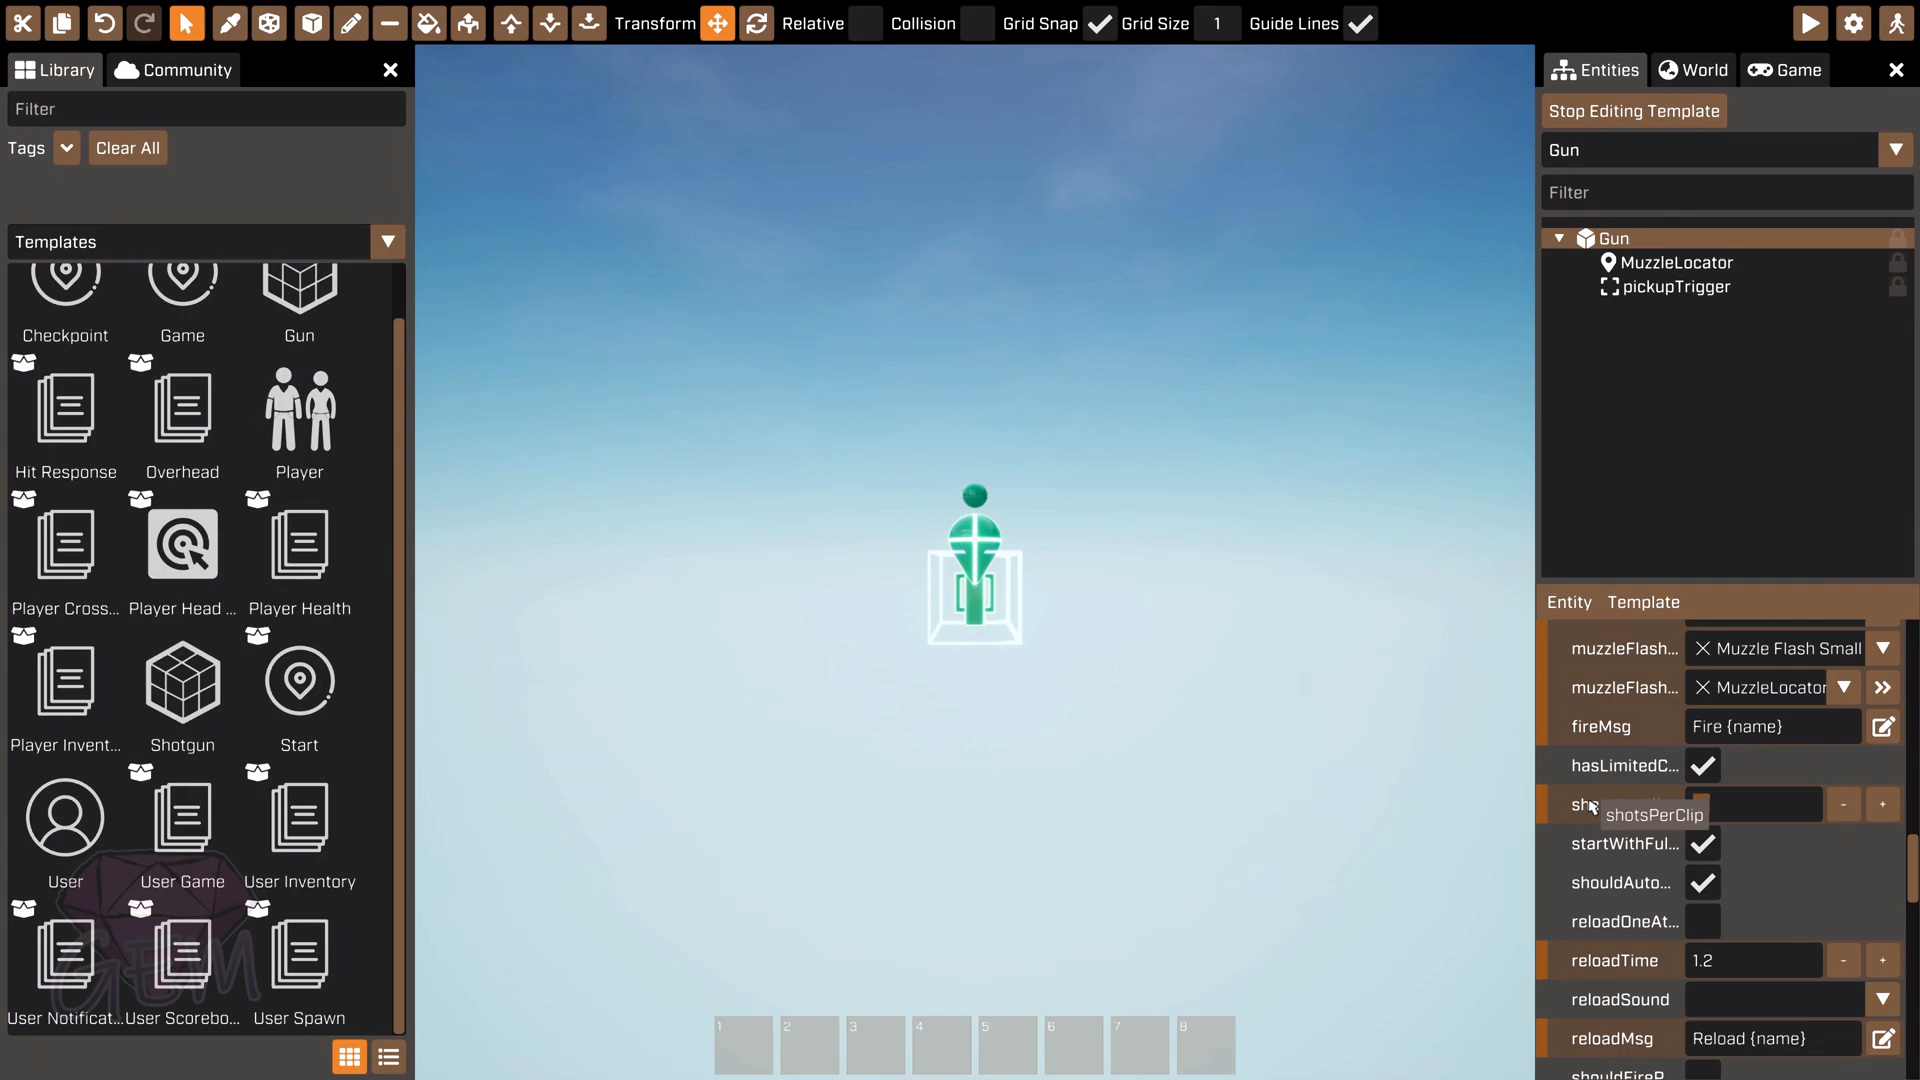 Transform Relative Collision Grid Snap Grid Size 1 Guide Lines
Library Community
Filter
Tags Clear All
Templates
Checkpoint Game Gun
Hit Response Overhead Player
Player Cross... Player Head ... Player Health
Player Invent... Shotgun Start
User User Game User Inventory
User Notificat... User Scorebo... User Spawn
GEM
1 2 3 4 5 6 7 8
Entities World Game
Stop Editing Template
Gun
Filter
Gun
MuzzleLocator
pickupTrigger
Entity Template
muzzleFlash... Muzzle Flash Small
muzzleFlash... MuzzleLocator
fireMsg Fire {name}
hasLimitedC...
shotsPerClip - +
startWithFul...
shouldAuto...
reloadOneAt...
reloadTime 1.2 - +
reloadSound
reloadMsg Reload {name}
shouldFireP...